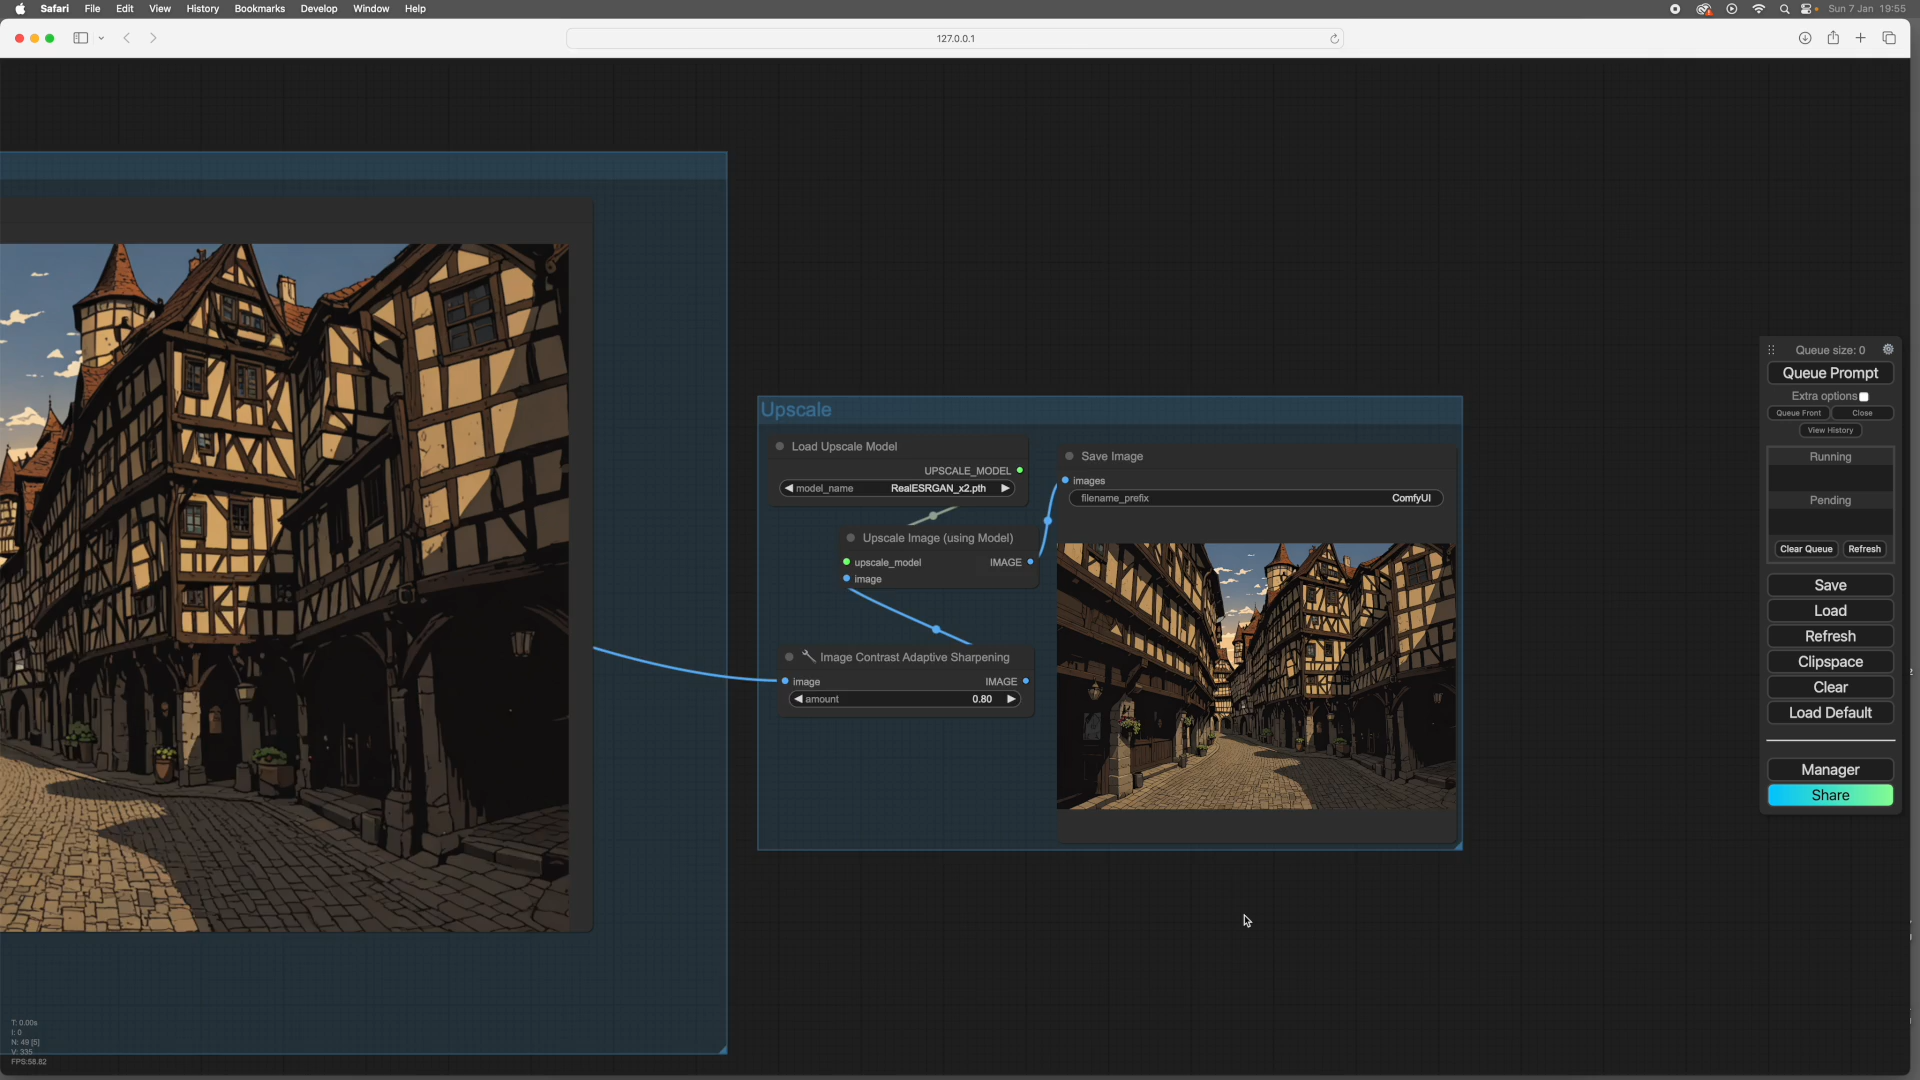 Safari File Edit View History Bookmarks Develop Window Help
Sun 7 Jan 19:55
127.0.0.1
Upscale
Load Upscale Model
UPSCALE_MODEL
model_name RealESRGAN_x2.pth
Upscale Image (using Model)
upscale_model IMAGE
image
Image Contrast Adaptive Sharpening
image IMAGE
amount 0.80
Save Image
images
filename_prefix ComfyUI
Queue size: 0
Queue Prompt
Extra options
Queue Front Close
View History
Running
Pending
Clear Queue Refresh
Save
Load
Refresh
Clipspace
Clear
Load Default
Manager
Share
T: 0.00s
I: 0
N: 49 [5]
V: 335
FPS:58.82